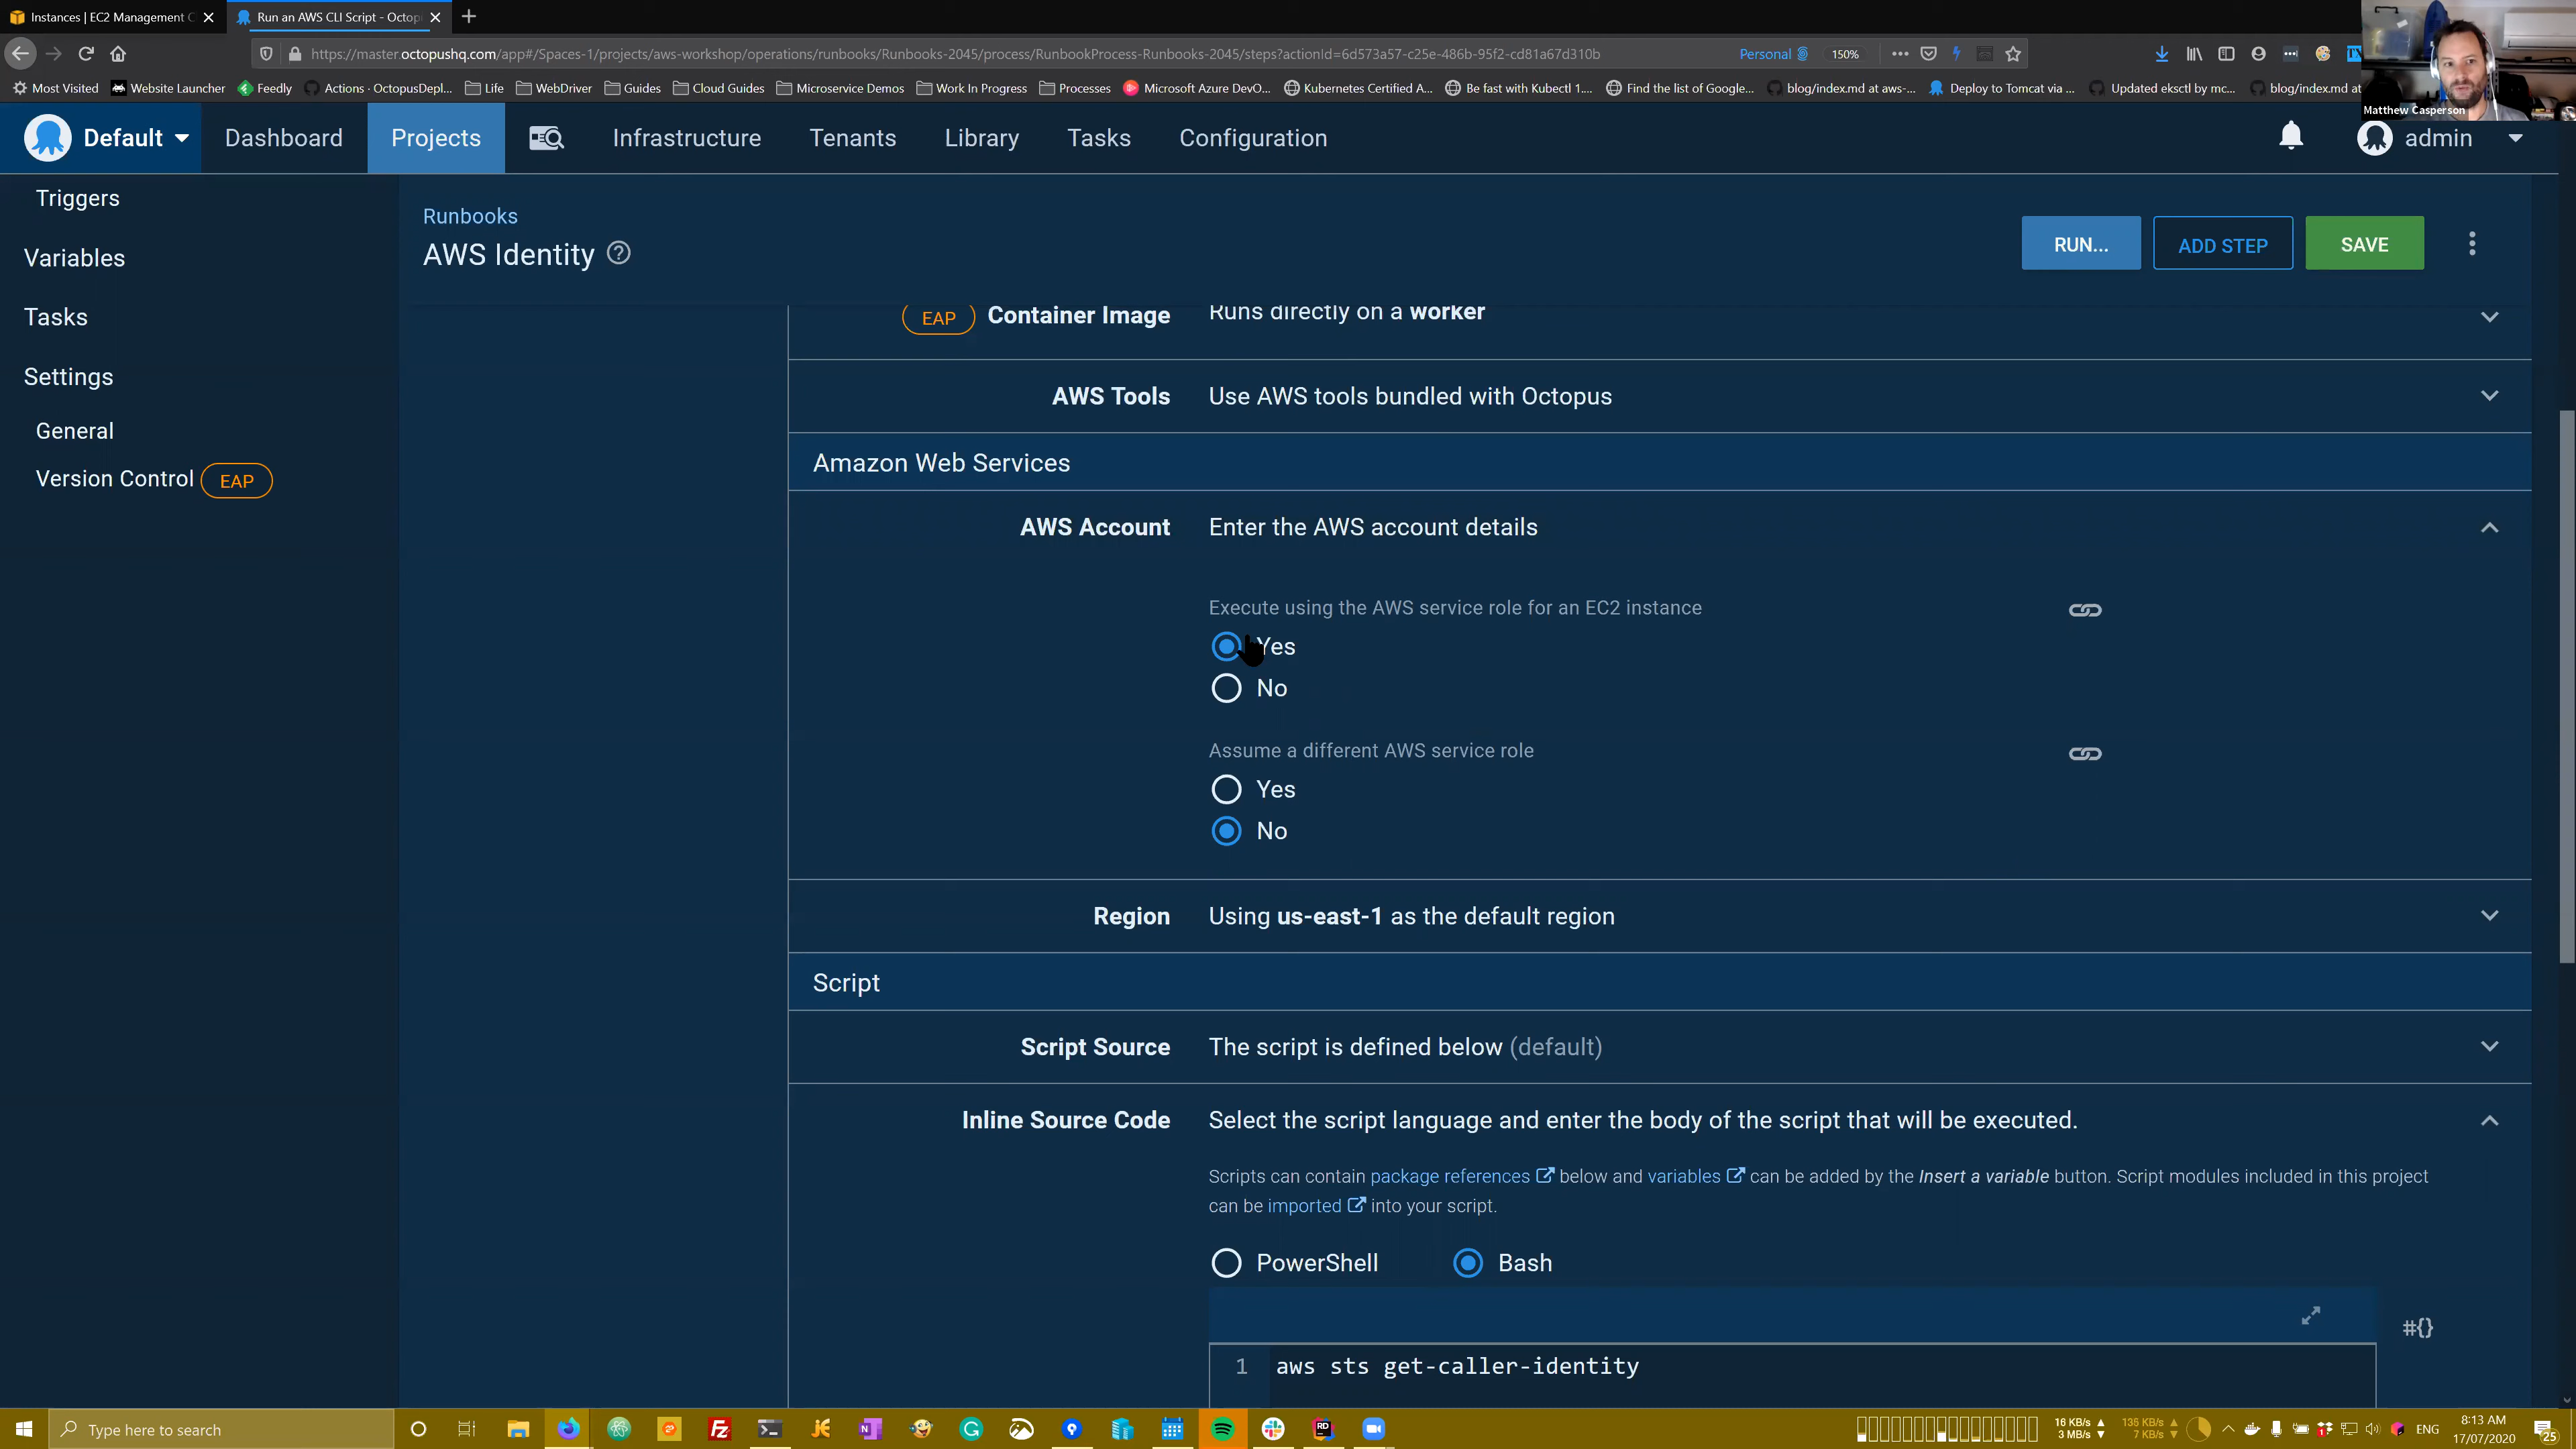 Instances | EC2 Management C
Run an AWS CLI Script - Octop
https://master.octopushq.com/app#/Spaces-1/projects/aws-workshop/operations/runbooks/Runbooks-2045/process/RunbookProcess-Runbooks-2045/steps?actionId=6d573a57-c25e-486b-95f2-cd81a67d310b
Personal
150%
Most Visited
Website Launcher
Feedly
Actions · OctopusDepl...
Life
WebDriver
Guides
Cloud Guides
Microservice Demos
Work In Progress
Processes
Microsoft Azure DevO...
Kubernetes Certified A...
Be fast with Kubectl 1....
Find the list of Google...
blog/index.md at aws-...
Deploy to Tomcat via ...
Updated eksctl by mc...
blog/index.md at
Matthew Casperson
Default
Dashboard
Projects
Infrastructure
Tenants
Library
Tasks
Configuration
admin
Triggers
Variables
Tasks
Settings
General
Version Control EAP
Runbooks
AWS Identity
RUN...
ADD STEP
SAVE
EAP Container Image Runs directly on a worker
AWS Tools Use AWS tools bundled with Octopus
Amazon Web Services
AWS Account Enter the AWS account details
Execute using the AWS service role for an EC2 instance
Yes
No
Assume a different AWS service role
Yes
No
Region Using us-east-1 as the default region
Script
Script Source The script is defined below (default)
Inline Source Code Select the script language and enter the body of the script that will be executed.
Scripts can contain package references below and variables can be added by the Insert a variable button. Script modules included in this project
can be imported into your script.
PowerShell Bash
#{}
1 aws sts get-caller-identity
Type here to search
16 KB/s
3 MB/s
135 KB/s
7 KB/s
ENG
8:13 AM
17/07/2020
25